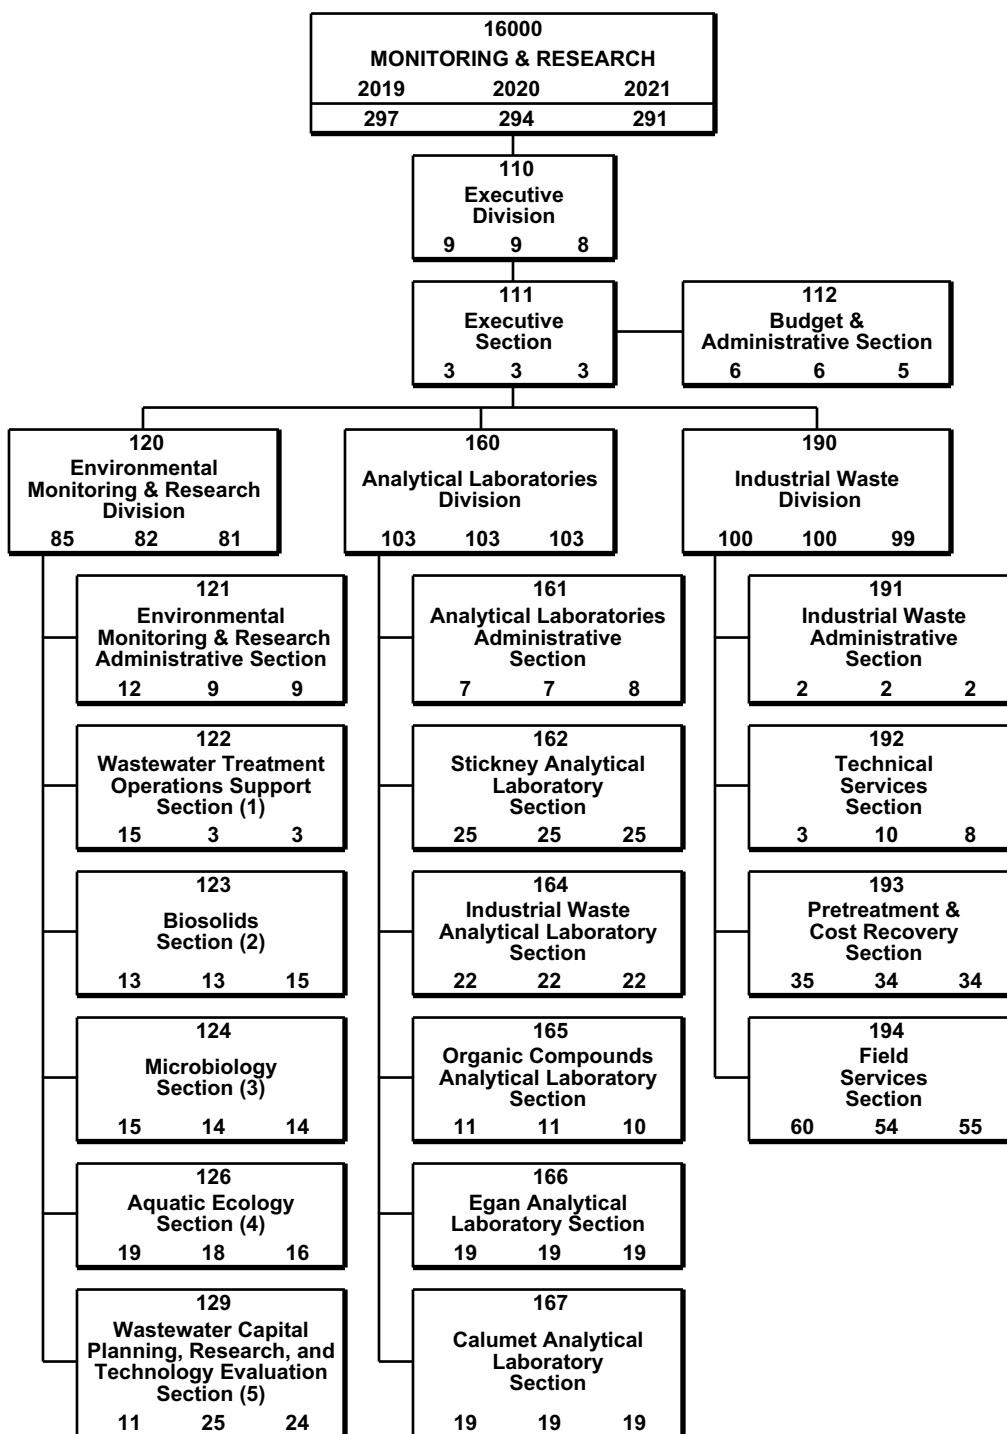 16000
MONITORING & RESEARCH
2019 2020 2021
297 294 291
110
Executive
Division
9 9 8
111
Executive
Section
3 3 3
112
Budget &
Administrative Section
6 6 5
120
Environmental
Monitoring & Research
Division
85 82 81
160
Analytical Laboratories
Division
103 103 103
190
Industrial Waste
Division
100 100 99
121
Environmental
Monitoring & Research
Administrative Section
12 9 9
122
Wastewater Treatment
Operations Support
Section (1)
15 3 3
123
Biosolids
Section (2)
13 13 15
124
Microbiology
Section (3)
15 14 14
126
Aquatic Ecology
Section (4)
19 18 16
129
Wastewater Capital
Planning, Research, and
Technology Evaluation
Section (5)
11 25 24
161
Analytical Laboratories
Administrative
Section
7 7 8
162
Stickney Analytical
Laboratory
Section
25 25 25
164
Industrial Waste
Analytical Laboratory
Section
22 22 22
165
Organic Compounds
Analytical Laboratory
Section
11 11 10
166
Egan Analytical
Laboratory Section
19 19 19
167
Calumet Analytical
Laboratory
Section
19 19 19
191
Industrial Waste
Administrative
Section
2 2 2
192
Technical
Services
Section
3 10 8
193
Pretreatment &
Cost Recovery
Section
35 34 34
194
Field
Services
Section
60 54 55